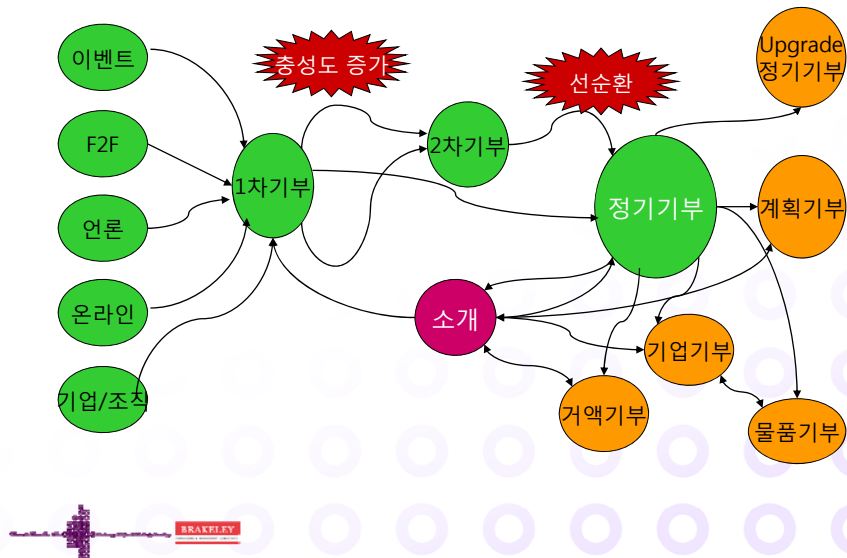 이벤트
F2F
언론
온라인
기업/조직
충성도 증가
1차기부
2차기부
선순환
정기기부
소개
Upgrade
정기기부
계획기부
기업기부
거액기부
물품기부
BRAKELEY